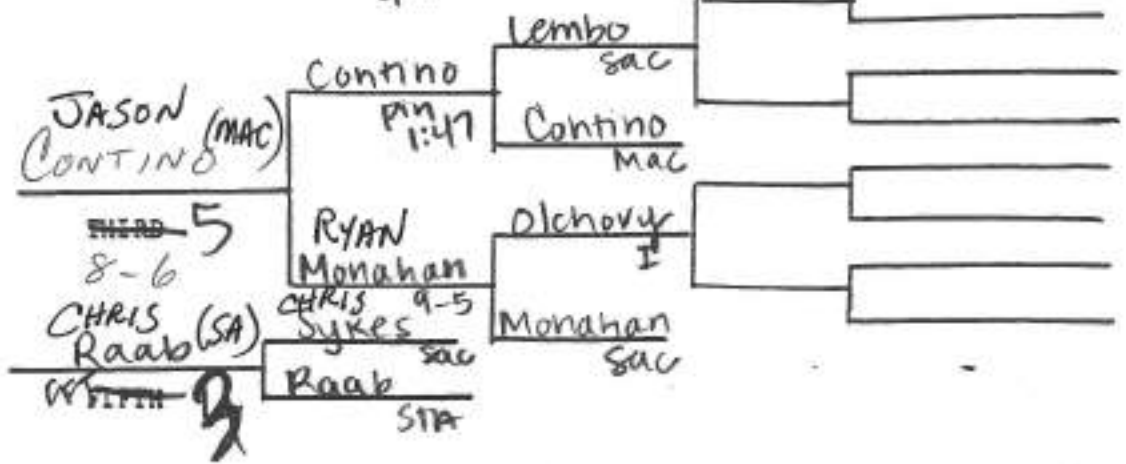 Lembo
Sac
Contino
pin
1:47
JASON (MAC)
CONTINO
Contino
Mac
THIRD 5
8-6
RYAN
Monahan
9-5
Olchovy
I
CHRIS (SA)
Raab
CHRIS
Sykes
Sac
Monahan
Sac
FIFTH
Raab
STA